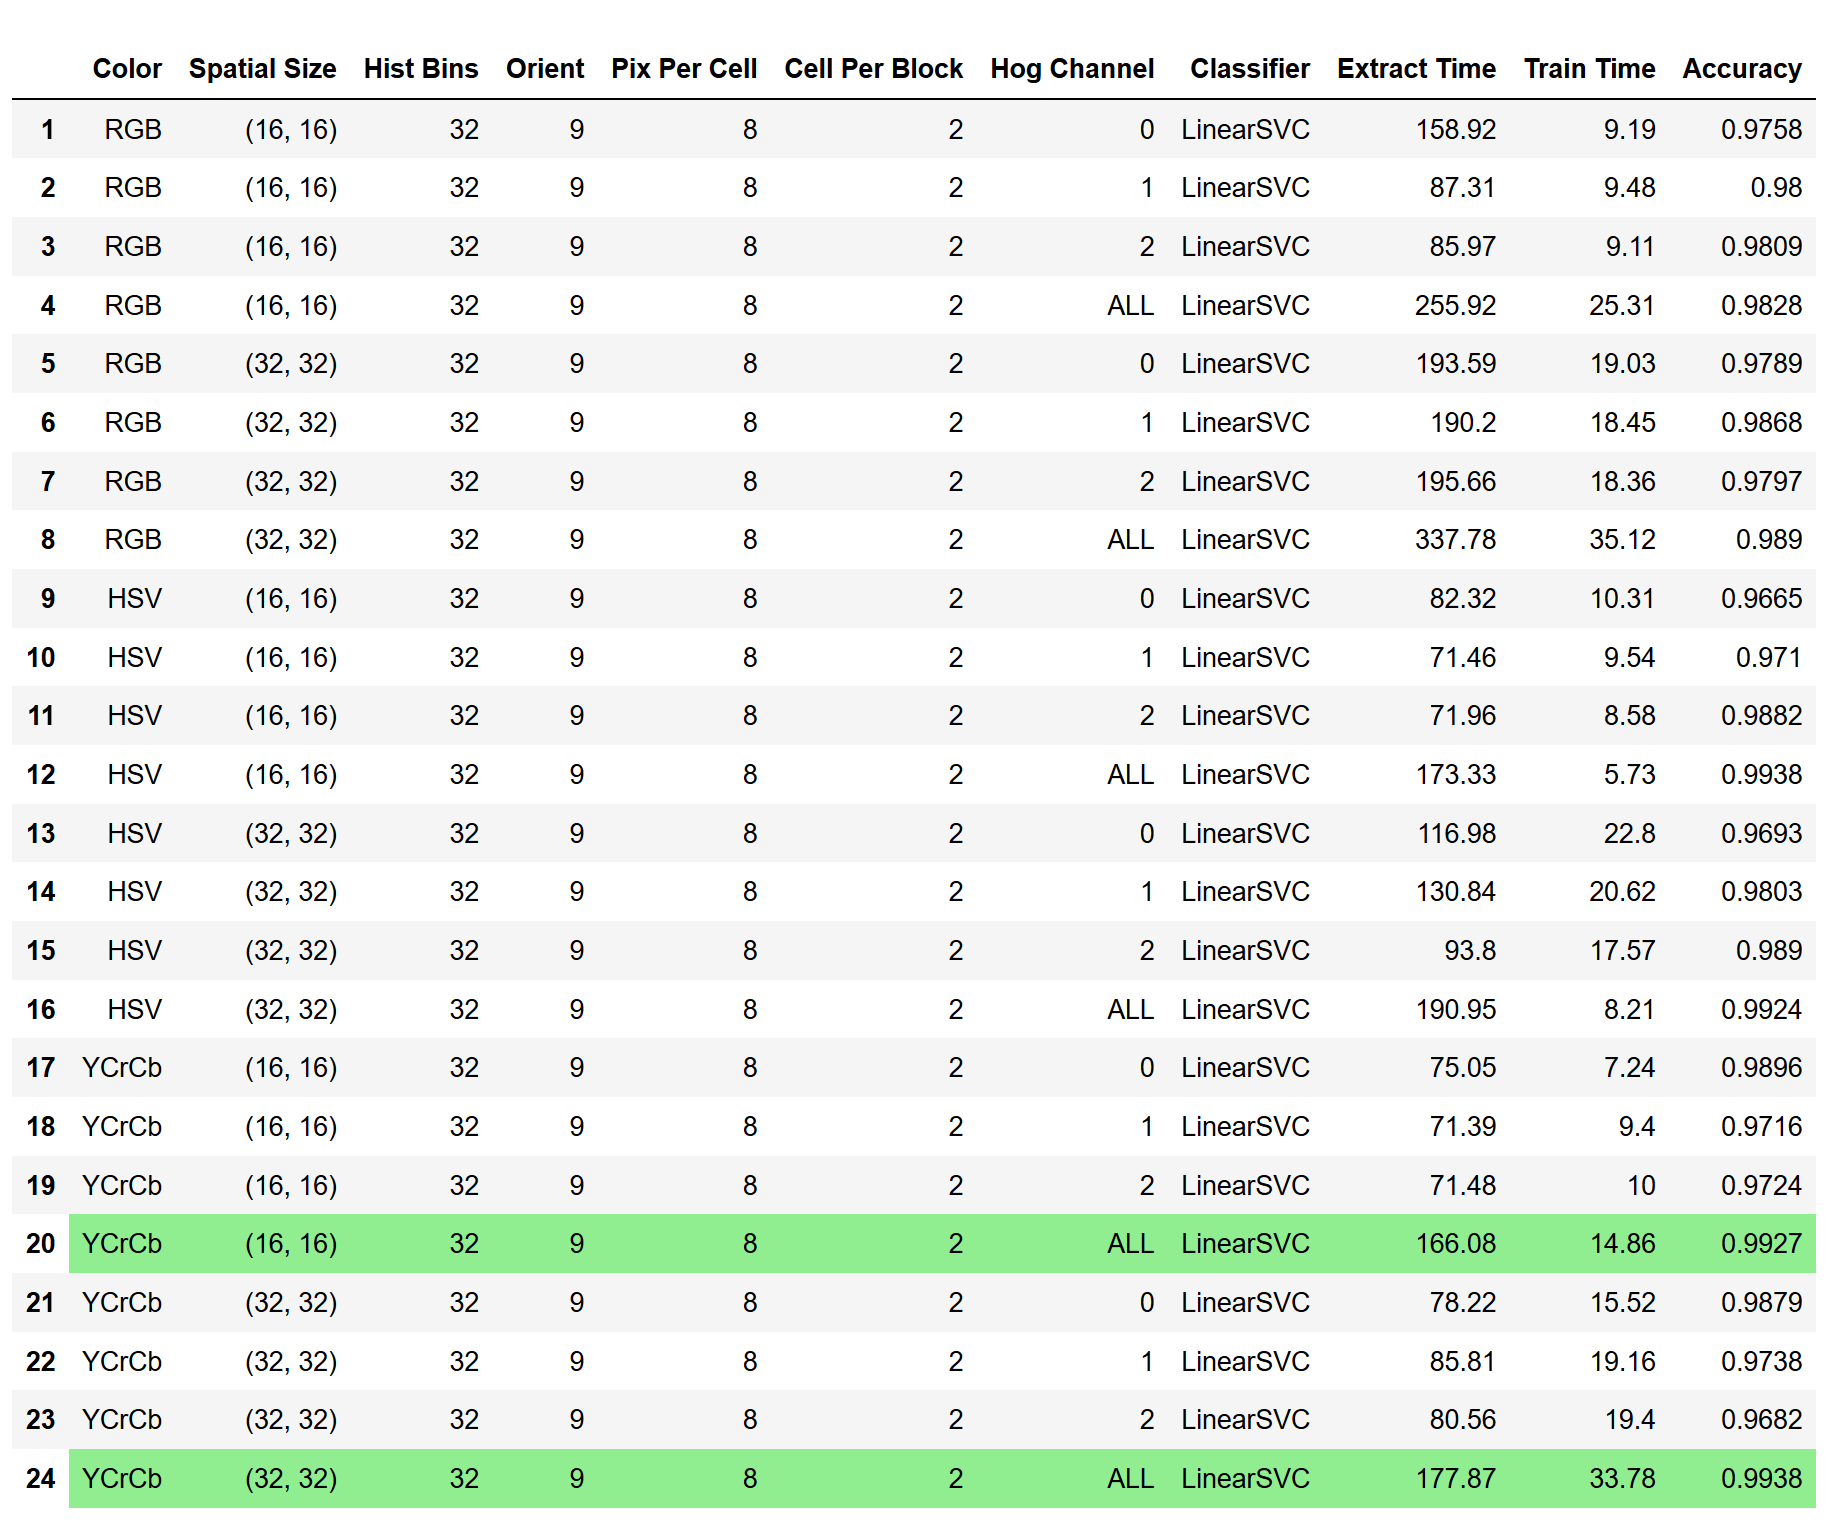 Color Spatial Size Hist Bins Orient Pix Per Cell Cell Per Block Hog Channel Classifier Extract Time Train Time Accuracy
1 RGB (16, 16) 32 9 8 2 0 LinearSVC 158.92 9.19 0.9758
2 RGB (16, 16) 32 9 8 2 1 LinearSVC 87.31 9.48 0.98
3 RGB (16, 16) 32 9 8 2 2 LinearSVC 85.97 9.11 0.9809
4 RGB (16, 16) 32 9 8 2 ALL LinearSVC 255.92 25.31 0.9828
5 RGB (32, 32) 32 9 8 2 0 LinearSVC 193.59 19.03 0.9789
6 RGB (32, 32) 32 9 8 2 1 LinearSVC 190.2 18.45 0.9868
7 RGB (32, 32) 32 9 8 2 2 LinearSVC 195.66 18.36 0.9797
8 RGB (32, 32) 32 9 8 2 ALL LinearSVC 337.78 35.12 0.989
9 HSV (16, 16) 32 9 8 2 0 LinearSVC 82.32 10.31 0.9665
10 HSV (16, 16) 32 9 8 2 1 LinearSVC 71.46 9.54 0.971
11 HSV (16, 16) 32 9 8 2 2 LinearSVC 71.96 8.58 0.9882
12 HSV (16, 16) 32 9 8 2 ALL LinearSVC 173.33 5.73 0.9938
13 HSV (32, 32) 32 9 8 2 0 LinearSVC 116.98 22.8 0.9693
14 HSV (32, 32) 32 9 8 2 1 LinearSVC 130.84 20.62 0.9803
15 HSV (32, 32) 32 9 8 2 2 LinearSVC 93.8 17.57 0.989
16 HSV (32, 32) 32 9 8 2 ALL LinearSVC 190.95 8.21 0.9924
17 YCrCb (16, 16) 32 9 8 2 0 LinearSVC 75.05 7.24 0.9896
18 YCrCb (16, 16) 32 9 8 2 1 LinearSVC 71.39 9.4 0.9716
19 YCrCb (16, 16) 32 9 8 2 2 LinearSVC 71.48 10 0.9724
20 YCrCb (16, 16) 32 9 8 2 ALL LinearSVC 166.08 14.86 0.9927
21 YCrCb (32, 32) 32 9 8 2 0 LinearSVC 78.22 15.52 0.9879
22 YCrCb (32, 32) 32 9 8 2 1 LinearSVC 85.81 19.16 0.9738
23 YCrCb (32, 32) 32 9 8 2 2 LinearSVC 80.56 19.4 0.9682
24 YCrCb (32, 32) 32 9 8 2 ALL LinearSVC 177.87 33.78 0.9938